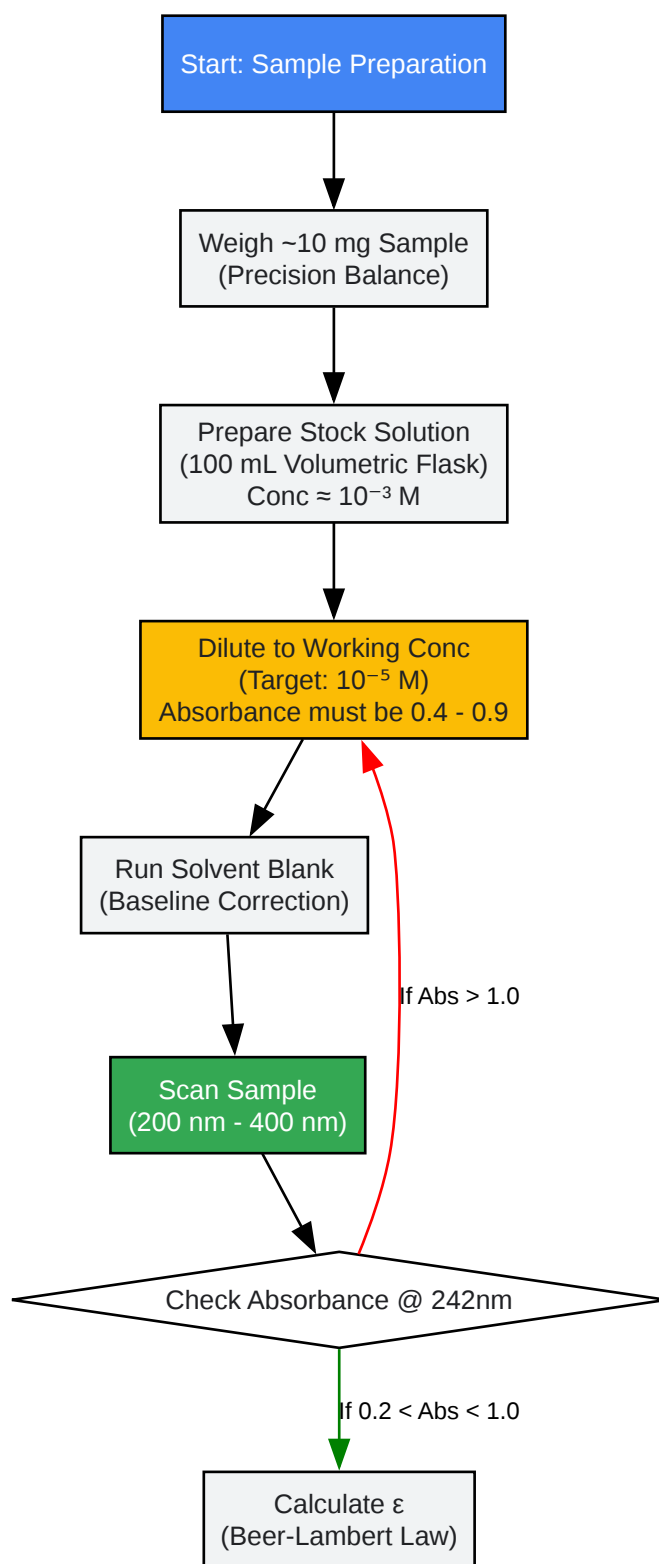 Start: Sample Preparation
Weigh ~10 mg Sample
(Precision Balance)
Prepare Stock Solution
(100 mL Volumetric Flask)
Conc ≈ 10⁻³ M
Dilute to Working Conc
(Target: 10⁻⁵ M)
Absorbance must be 0.4 - 0.9
Run Solvent Blank
(Baseline Correction)
If Abs > 1.0
Scan Sample
(200 nm - 400 nm)
Check Absorbance @ 242nm
If 0.2 < Abs < 1.0
Calculate ε
(Beer-Lambert Law)